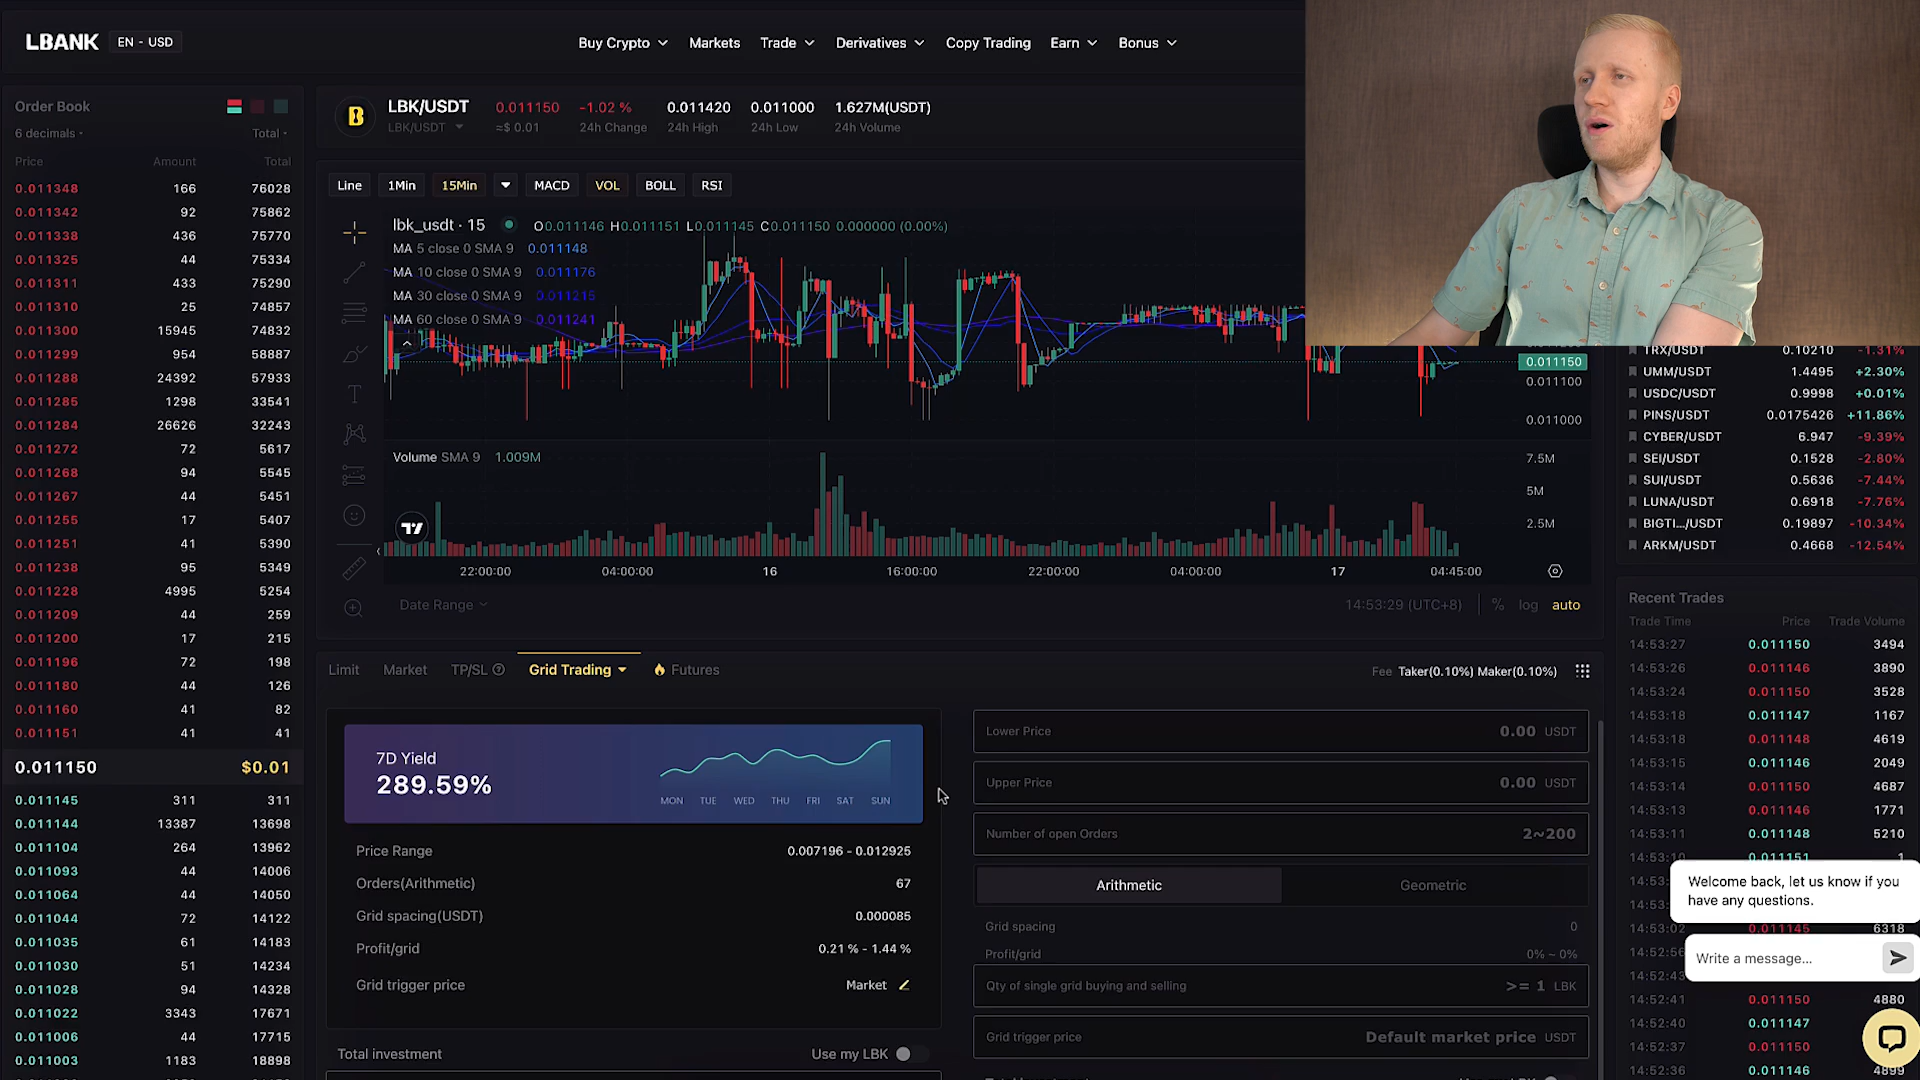 LBANK EN - USD Buy Crypto Markets Trade Derivatives Copy Trading Earn Bonus
Order Book
6 decimals Total
Price Amount Total
0.011348 166 76028
0.011342 92 75862
0.011338 436 75770
0.011325 44 75334
0.011311 433 75290
0.011310 25 74857
0.011300 15945 74832
0.011299 954 58887
0.011288 24392 57933
0.011285 1298 33541
0.011284 26626 32243
0.011272 72 5617
0.011268 94 5545
0.011267 44 5451
0.011255 17 5407
0.011251 41 5390
0.011238 95 5349
0.011228 4995 5254
0.011209 44 259
0.011200 17 215
0.011196 72 198
0.011180 44 126
0.011160 41 82
0.011151 41 41
0.011150 $0.01
0.011145 311 311
0.011144 13387 13698
0.011104 264 13962
0.011093 44 14006
0.011064 44 14050
0.011044 72 14122
0.011035 61 14183
0.011030 51 14234
0.011028 94 14328
0.011022 3343 17671
0.011006 44 17715
0.011003 1183 18898
LBK/USDT 0.011150 -1.02 % 0.011420 0.011000 1.627M(USDT)
LBK/USDT ≈$ 0.01 24h Change 24h High 24h Low 24h Volume
Line 1Min 15Min MACD VOL BOLL RSI
lbk_usdt · 15 O0.011146 H0.011151 L0.011145 C0.011150 0.000000 (0.00%)
MA 5 close 0 SMA 9 0.011148
MA 10 close 0 SMA 9 0.011176
MA 30 close 0 SMA 9 0.011215
MA 60 close 0 SMA 9 0.011241
0.011150
0.011100
0.011000
Volume SMA 9 1.009M
7.5M
5M
2.5M
22:00:00 04:00:00 16 16:00:00 22:00:00 04:00:00 17 04:45:00
Date Range 14:53:29 (UTC+8) % log auto
Limit Market TP/SL Grid Trading Futures Fee Taker(0.10%) Maker(0.10%)
7D Yield
289.59%
MON TUE WED THU FRI SAT SUN
Price Range 0.007196 - 0.012925
Orders(Arithmetic) 67
Grid spacing(USDT) 0.000085
Profit/grid 0.21 % - 1.44 %
Grid trigger price Market
Total investment Use my LBK
Lower Price 0.00 USDT
Upper Price 0.00 USDT
Number of open Orders 2~200
Arithmetic Geometric
Grid spacing 0
Profit/grid 0% ~ 0%
Qty of single grid buying and selling >= 1 LBK
Grid trigger price Default market price USDT
TRX/USDT 0.10210 -1.31%
UMM/USDT 1.4495 +2.30%
USDC/USDT 0.9998 +0.01%
PINS/USDT 0.0175426 +11.86%
CYBER/USDT 6.947 -9.39%
SEI/USDT 0.1528 -2.80%
SUI/USDT 0.5636 -7.44%
LUNA/USDT 0.6918 -7.76%
BIGTI.../USDT 0.19897 -10.34%
ARKM/USDT 0.4668 -12.54%
Recent Trades
Trade Time Price Trade Volume
14:53:27 0.011150 3494
14:53:26 0.011146 3890
14:53:24 0.011150 3528
14:53:18 0.011147 1167
14:53:18 0.011148 4619
14:53:15 0.011146 2049
14:53:14 0.011150 4687
14:53:13 0.011146 1771
14:53:11 0.011148 5210
14:53:10 0.011151 1
Welcome back, let us know if you
have any questions.
14:53:02 0.011145 6318
Write a message...
14:52:41 0.011150 4880
14:52:40 0.011147
14:52:37 0.011150
14:52:36 0.011146 4899